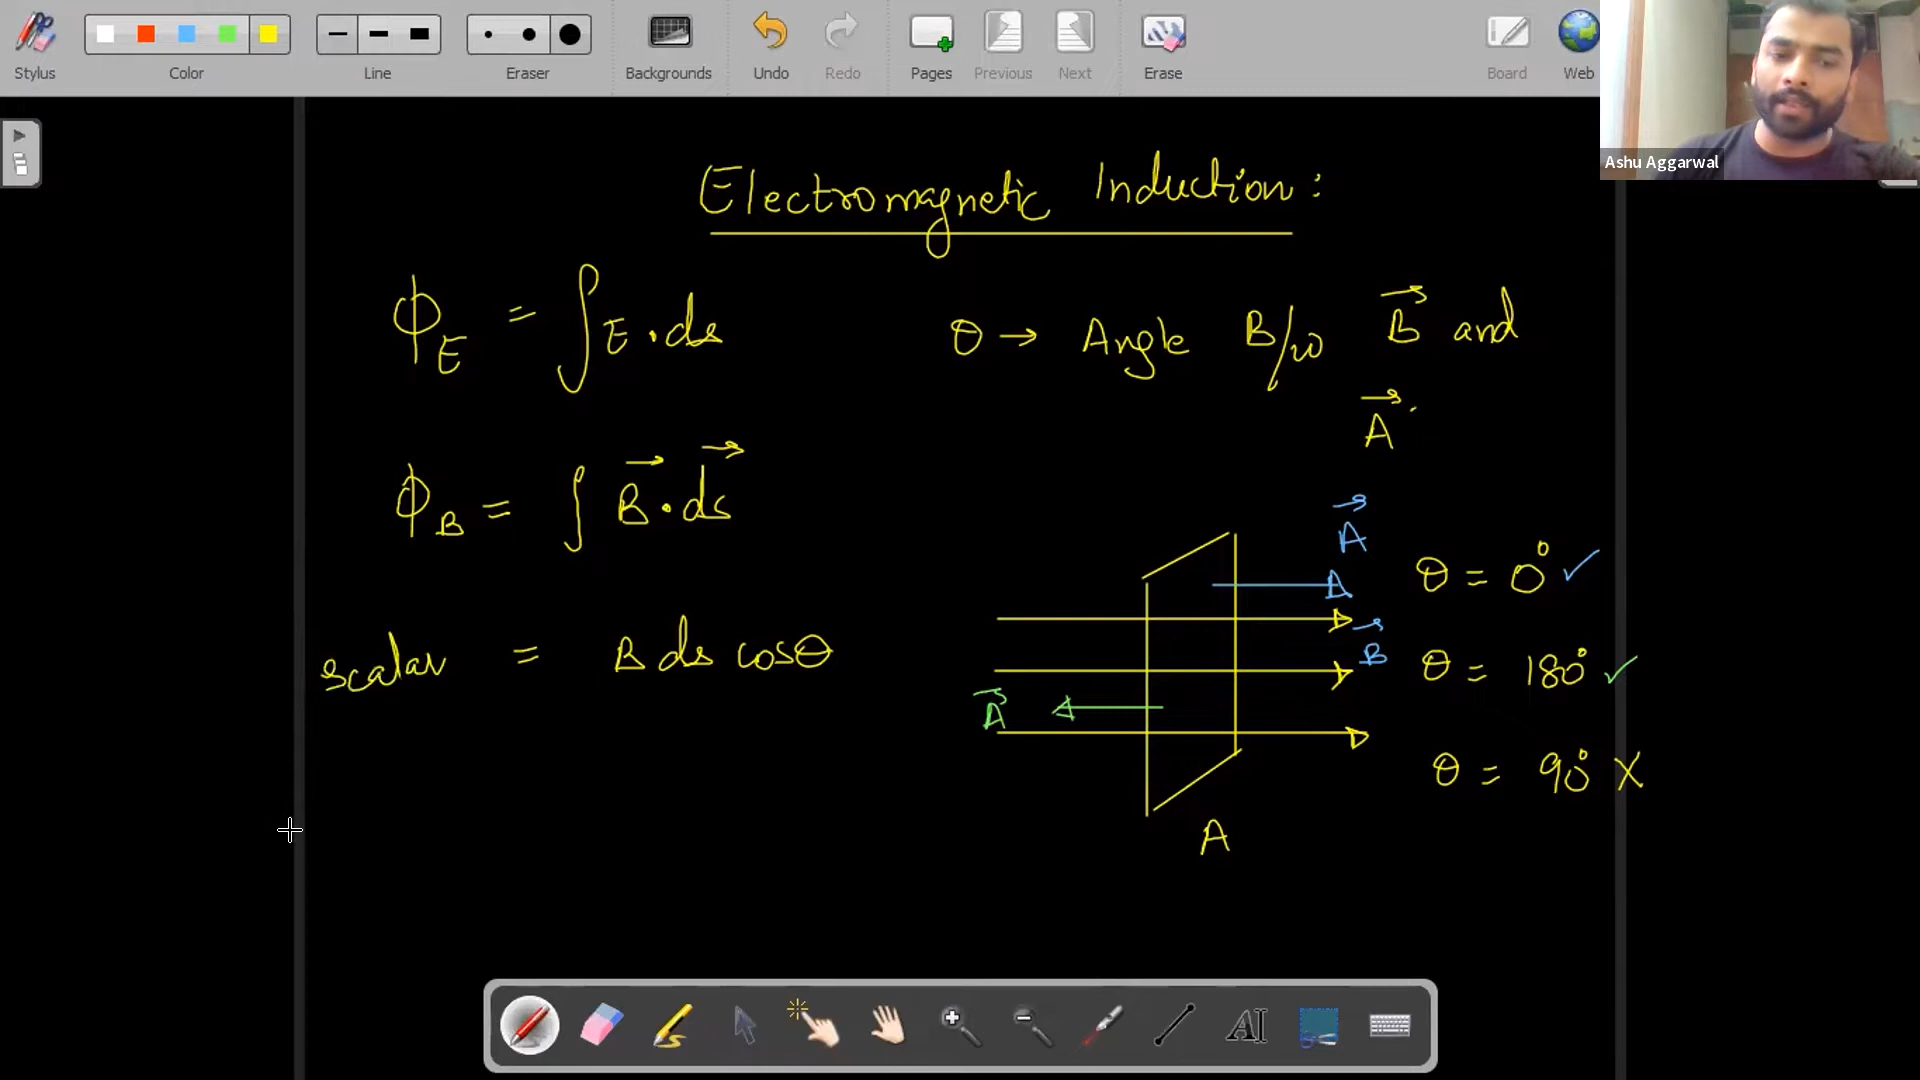 Stylus Color Line Eraser Backgrounds Undo Redo Pages Previous Next Erase Board Web
Ashu Aggarwal
Electromagnetic Induction:
ϕE = ∫E . ds
θ → Angle B/w B⃗ and
A⃗
ϕB = ∫ B⃗ . ds⃗
scalar = B ds cosθ
A⃗
B⃗
A⃗
A
θ = 0° ✓
θ = 180° ✓
θ = 90° X
AI